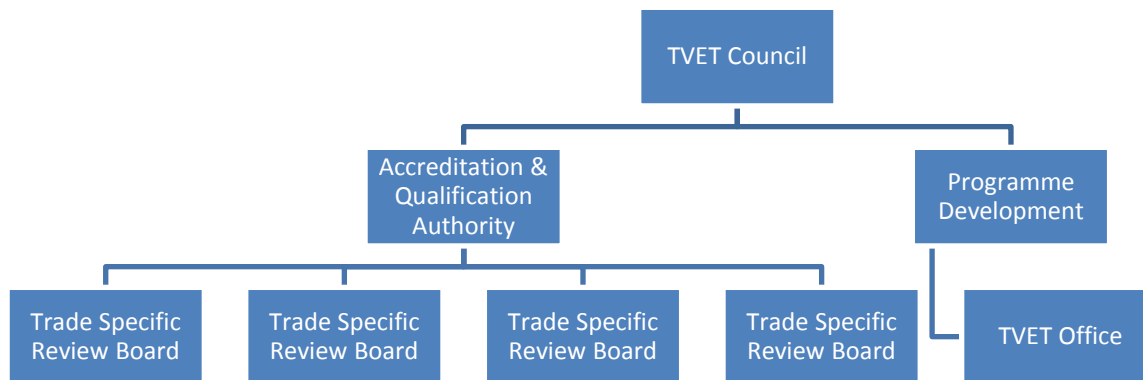 TVET Council
Accreditation &
Qualification
Authority
Programme
Development
Trade Specific
Review Board
Trade Specific
Review Board
Trade Specific
Review Board
Trade Specific
Review Board
TVET Office